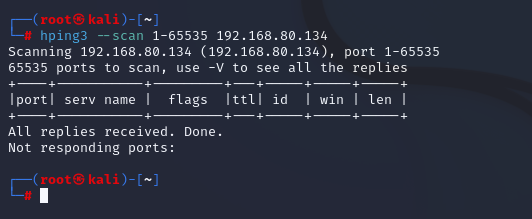 ┌──(root㉿kali)-[~]
└─# hping3 --scan 1-65535 192.168.80.134
Scanning 192.168.80.134 (192.168.80.134), port 1-65535
65535 ports to scan, use -V to see all the replies
+----+-----------+---------+---+-----+-----+-----+
|port| serv name |  flags  |ttl| id  | win | len |
+----+-----------+---------+---+-----+-----+-----+
All replies received. Done.
Not responding ports:
┌──(root㉿kali)-[~]
└─#